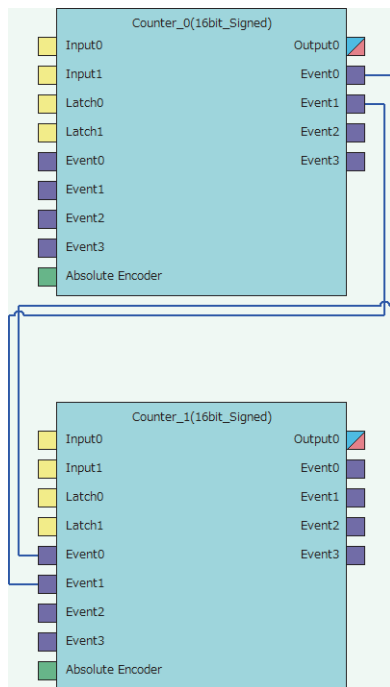 Counter_0(16bit_Signed)
Input0 Output0
Input1 Event0
Latch0 Event1
Latch1 Event2
Event0 Event3
Event1
Event2
Event3
Absolute Encoder
Counter_1(16bit_Signed)
Input0 Output0
Input1 Event0
Latch0 Event1
Latch1 Event2
Event0 Event3
Event1
Event2
Event3
Absolute Encoder